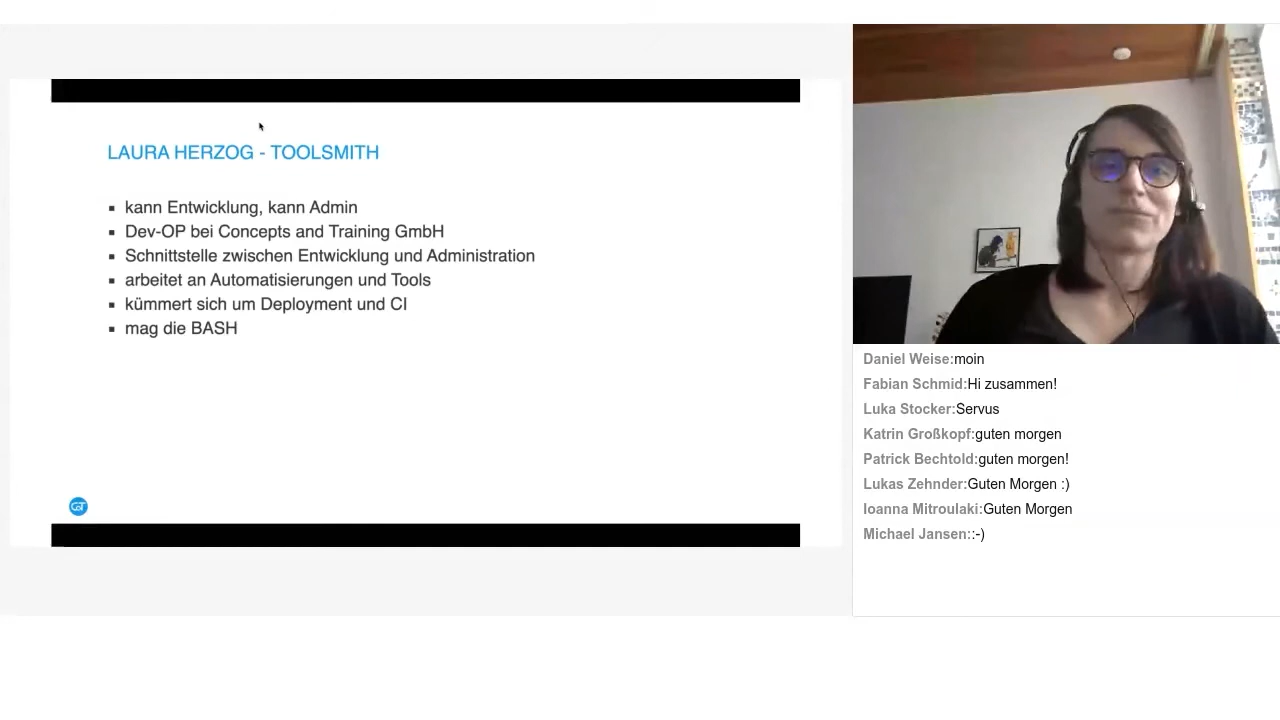 LAURA HERZOG - TOOLSMITH
▪ kann Entwicklung, kann Admin
▪ Dev-OP bei Concepts and Training GmbH
▪ Schnittstelle zwischen Entwicklung und Administration
▪ arbeitet an Automatisierungen und Tools
▪ kümmert sich um Deployment und CI
▪ mag die BASH
Daniel Weise:moin
Fabian Schmid:Hi zusammen!
Luka Stocker:Servus
Katrin Großkopf:guten morgen
Patrick Bechtold:guten morgen!
Lukas Zehnder:Guten Morgen :)
Ioanna Mitroulaki:Guten Morgen
Michael Jansen::-)